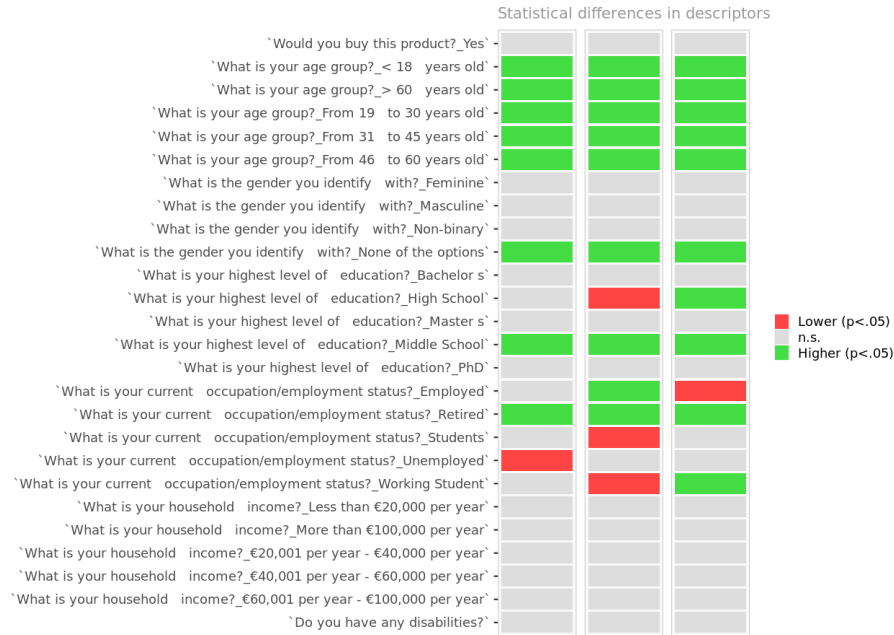 Statistical differences in descriptors
`Would you buy this product?_Yes`
`What is your age group?_< 18   years old`
`What is your age group?_> 60   years old`
`What is your age group?_From 19   to 30 years old`
`What is your age group?_From 31   to 45 years old`
`What is your age group?_From 46   to 60 years old`
`What is the gender you identify   with?_Feminine`
`What is the gender you identify   with?_Masculine`
`What is the gender you identify   with?_Non-binary`
`What is the gender you identify   with?_None of the options`
`What is your highest level of   education?_Bachelor s`
`What is your highest level of   education?_High School`
`What is your highest level of   education?_Master s`
`What is your highest level of   education?_Middle School`
`What is your highest level of   education?_PhD`
`What is your current   occupation/employment status?_Employed`
`What is your current   occupation/employment status?_Retired`
`What is your current   occupation/employment status?_Students`
`What is your current   occupation/employment status?_Unemployed`
`What is your current   occupation/employment status?_Working Student`
`What is your household   income?_Less than €20,000 per year`
`What is your household   income?_More than €100,000 per year`
`What is your household   income?_€20,001 per year - €40,000 per year`
`What is your household   income?_€40,001 per year - €60,000 per year`
`What is your household   income?_€60,001 per year - €100,000 per year`
`Do you have any disabilities?`
Lower (p<.05)
n.s.
Higher (p<.05)